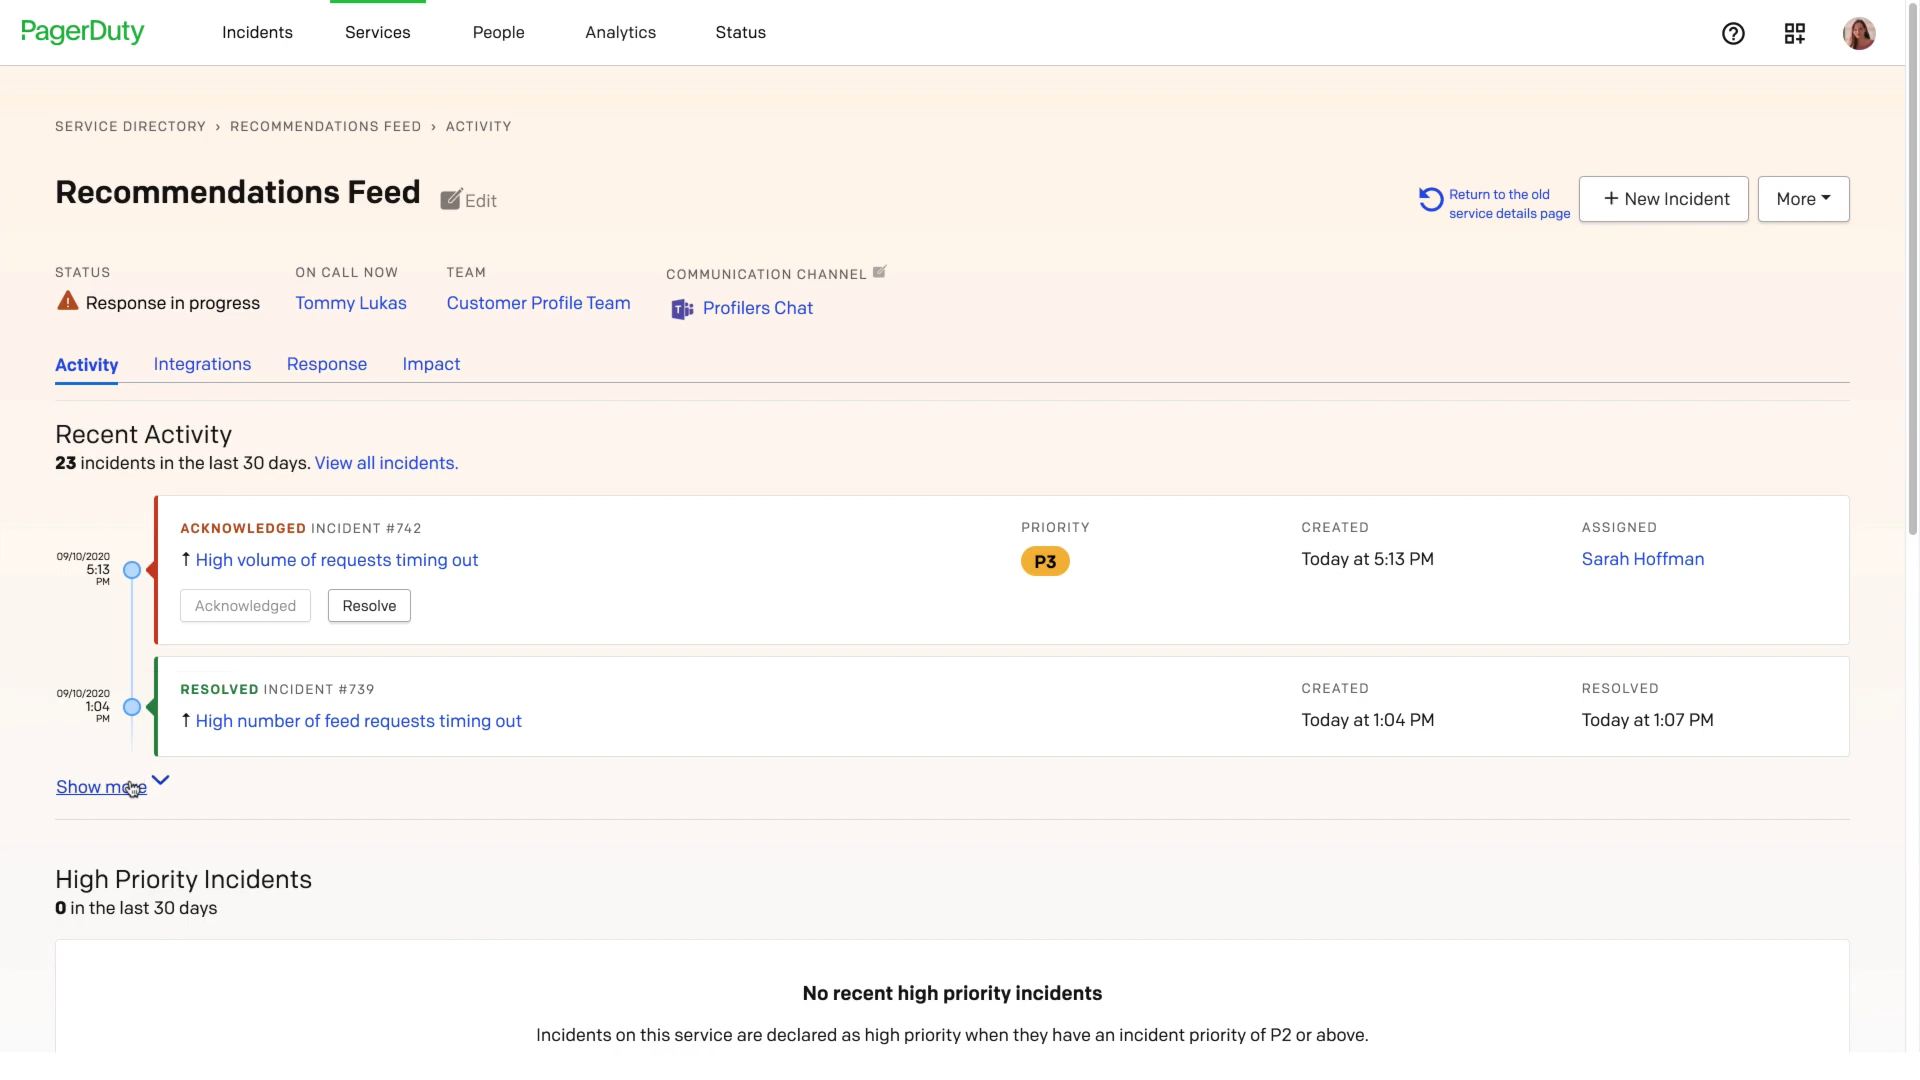 PagerDuty
Incidents
Services
People
Analytics
Status
SERVICE DIRECTORY › RECOMMENDATIONS FEED › ACTIVITY
Recommendations Feed
Edit
Return to the old
service details page
+ New Incident
More
STATUS
Response in progress
ON CALL NOW
Tommy Lukas
TEAM
Customer Profile Team
COMMUNICATION CHANNEL
Profilers Chat
Activity
Integrations
Response
Impact
Recent Activity
23 incidents in the last 30 days. View all incidents.
09/10/2020
5:13
PM
ACKNOWLEDGED INCIDENT #742
↑ High volume of requests timing out
Acknowledged
Resolve
PRIORITY
P3
CREATED
Today at 5:13 PM
ASSIGNED
Sarah Hoffman
09/10/2020
1:04
PM
RESOLVED INCIDENT #739
↑ High number of feed requests timing out
CREATED
Today at 1:04 PM
RESOLVED
Today at 1:07 PM
Show more
High Priority Incidents
0 in the last 30 days
No recent high priority incidents
Incidents on this service are declared as high priority when they have an incident priority of P2 or above.